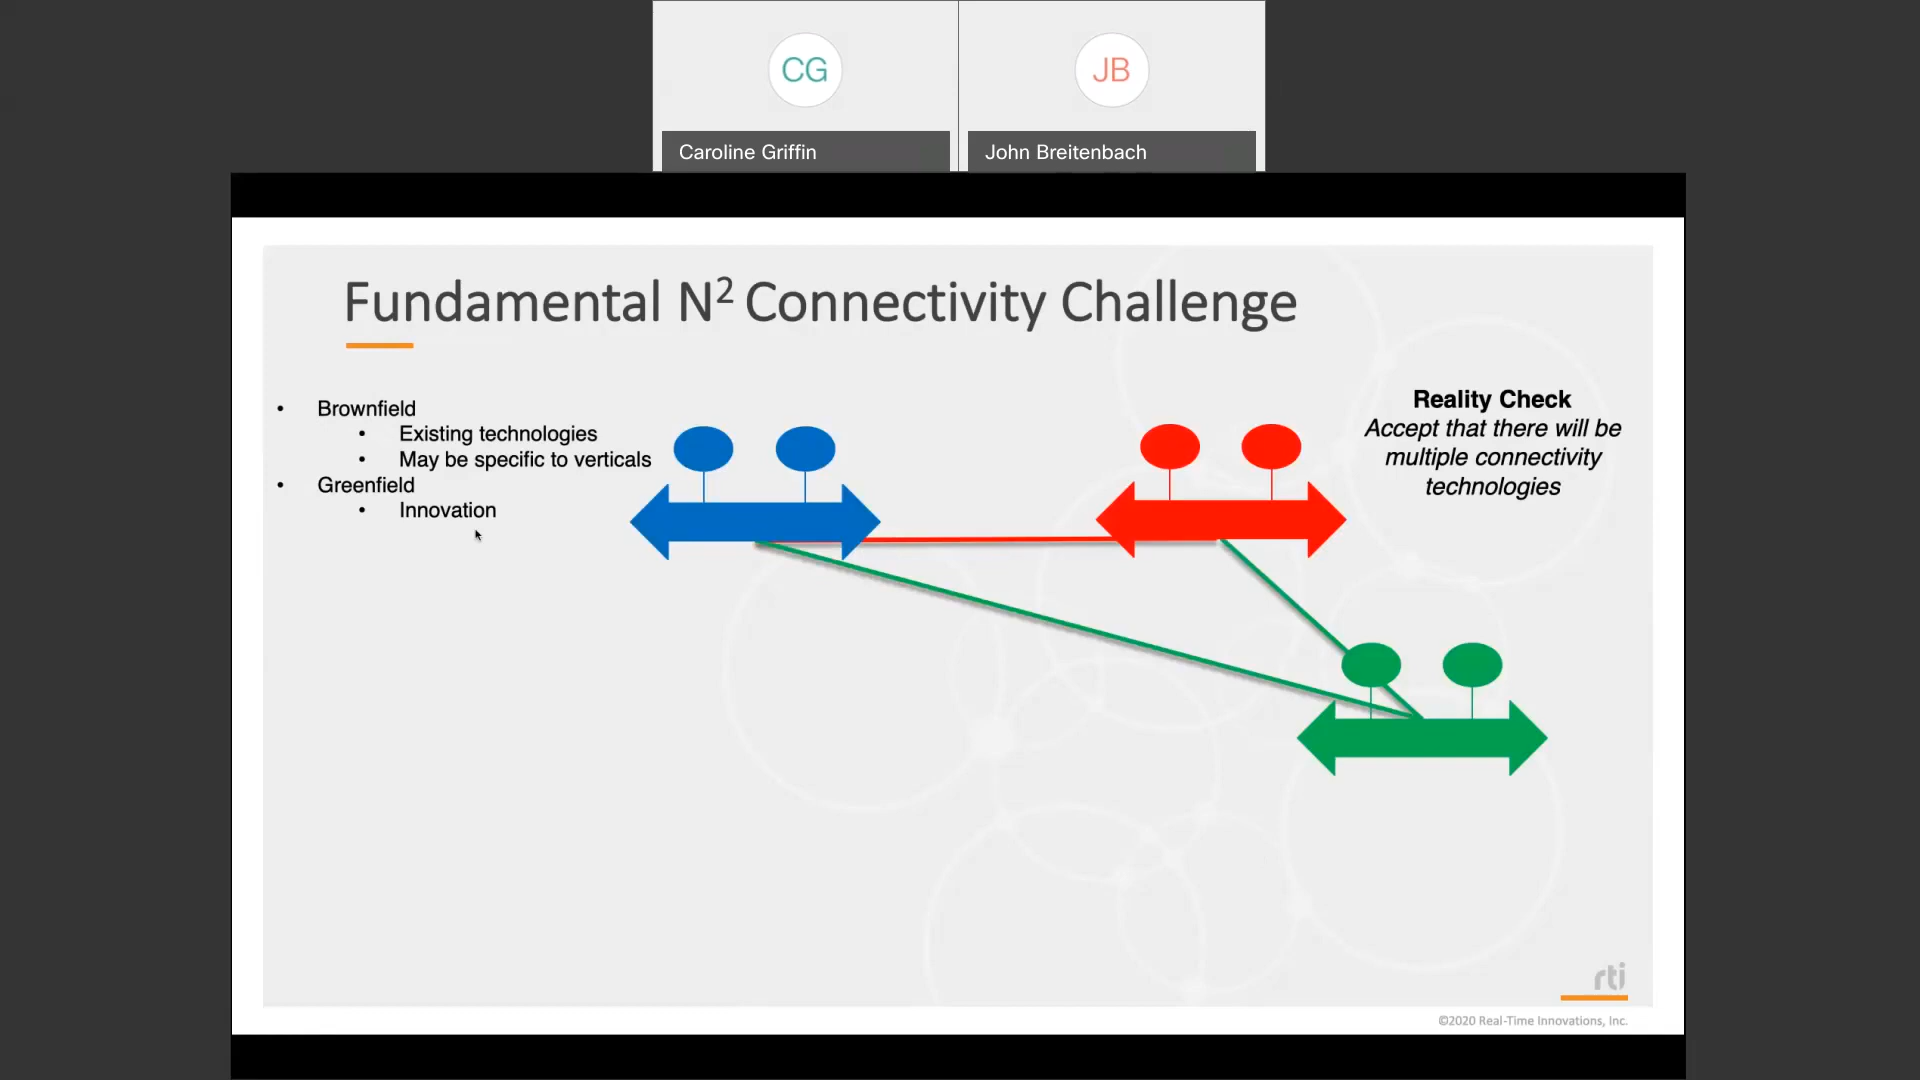 CG
JB
Caroline Griffin
John Breitenbach
Fundamental N² Connectivity Challenge
• Brownfield
• Existing technologies
• May be specific to verticals
• Greenfield
• Innovation
Reality Check
Accept that there will be
multiple connectivity
technologies
rti
©2020 Real-Time Innovations, Inc.